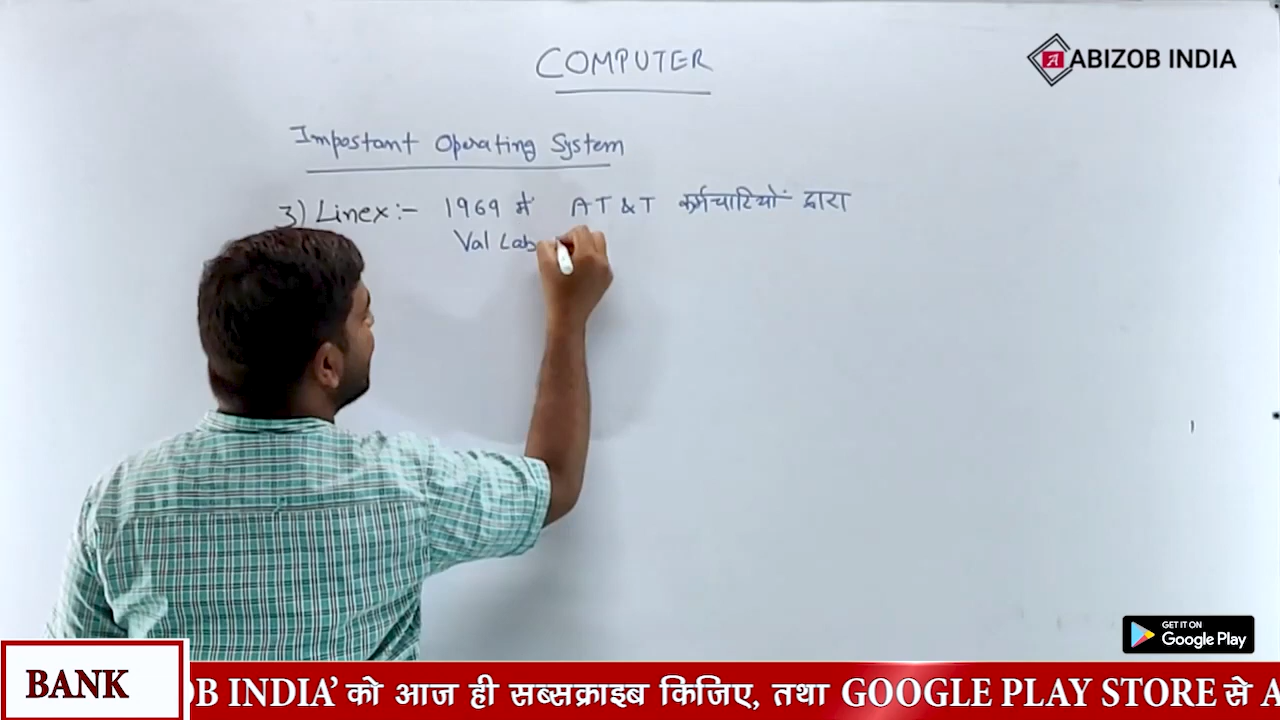 COMPUTER
ABIZOB INDIA
Impostant Operating System
3) Linex:- 1969 में AT&T कर्मचारियों द्वारा
Val Lab
GET IT ON
Google Play
BANK
OB INDIA’ को आज ही सब्सक्राइब किजिए, तथा GOOGLE PLAY STORE से A